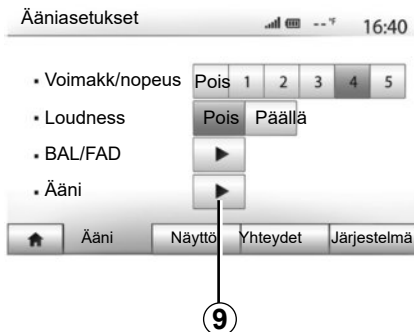 Ääniasetukset -- °F 16:40
• Voimakk/nopeus Pois 1 2 3 4 5
• Loudness Pois Päällä
• BAL/FAD
• Ääni
Ääni Näyttö Yhteydet Järjestelmä
9